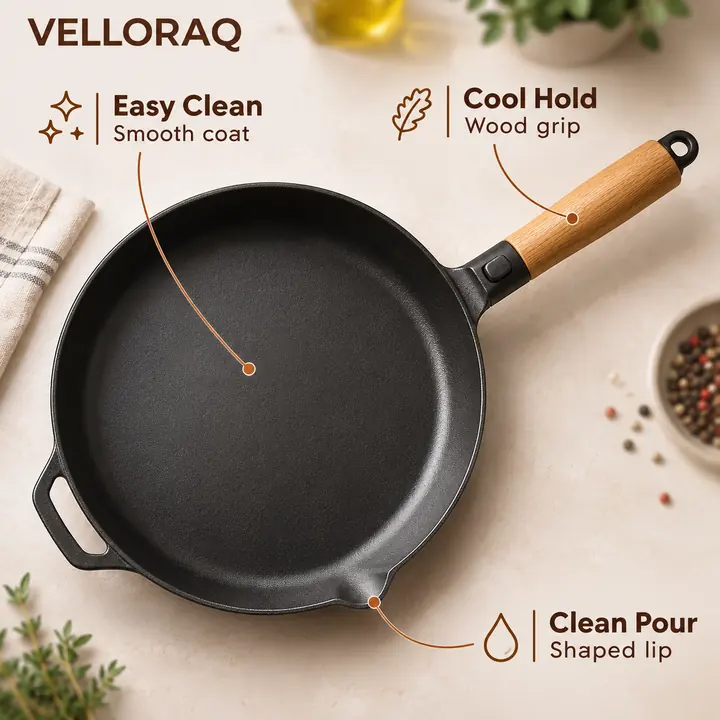 VELLORAQ
Easy Clean
Smooth coat
Cool Hold
Wood grip
Clean Pour
Shaped lip